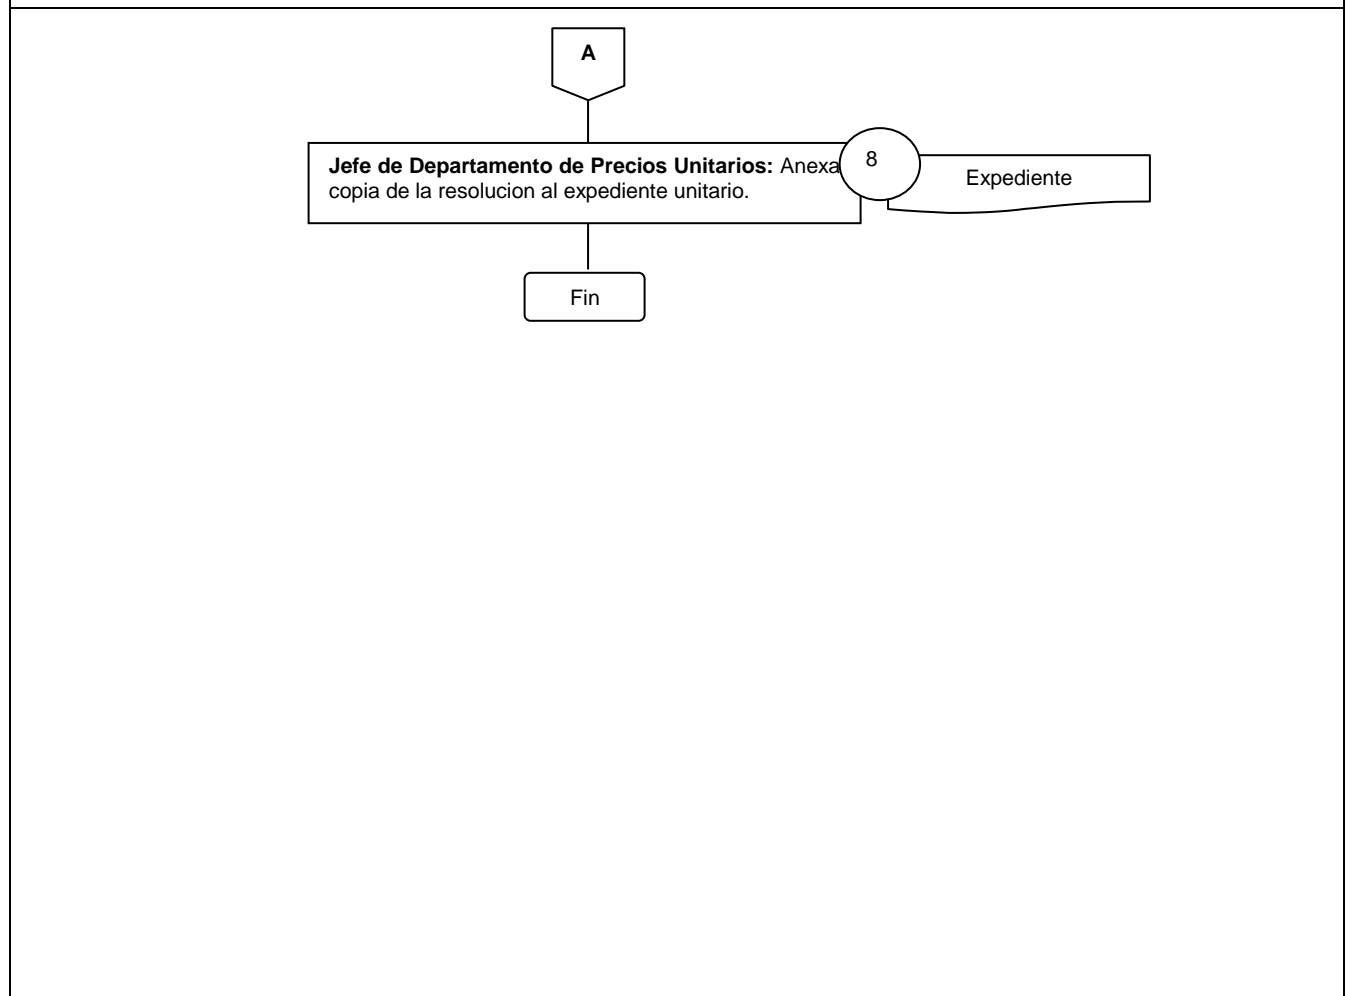 A
Jefe de Departamento de Precios Unitarios: Anexa
copia de la resolucion al expediente unitario.
8
Expediente
Fin